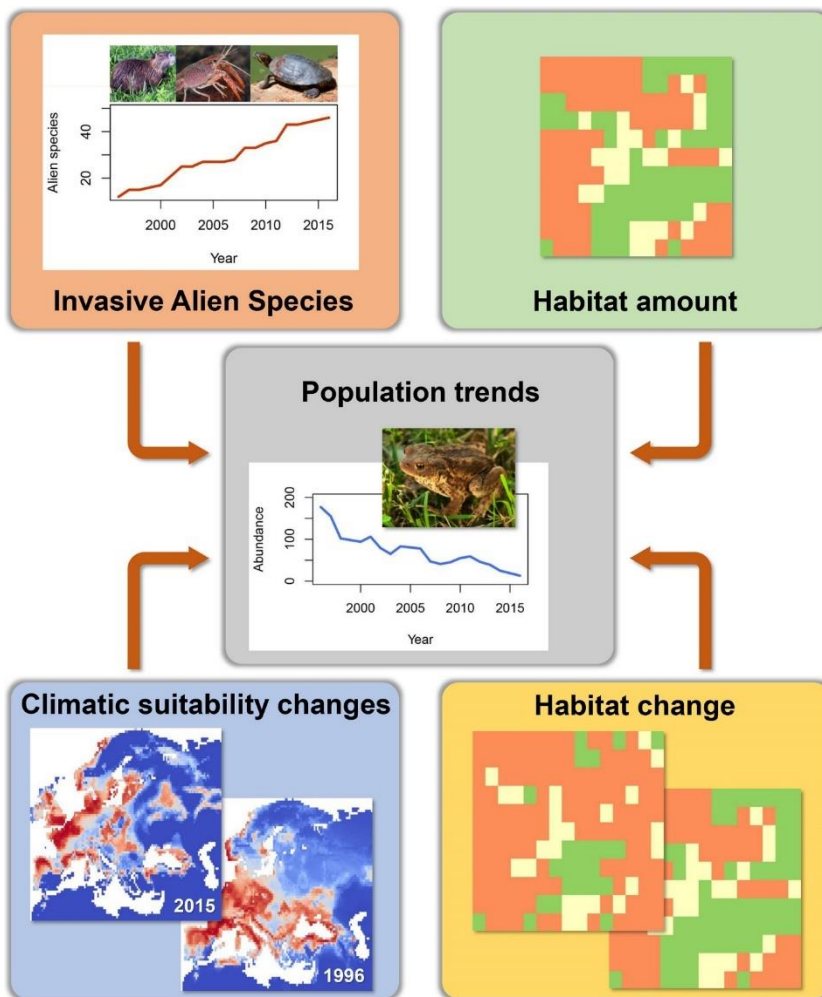 Alien species
40
20
2000 2005 2010 2015
Year
Invasive Alien Species
Habitat amount
Population trends
Abundance
200
100
0
2000 2005 2010 2015
Year
Climatic suitability changes
2015
1996
Habitat change